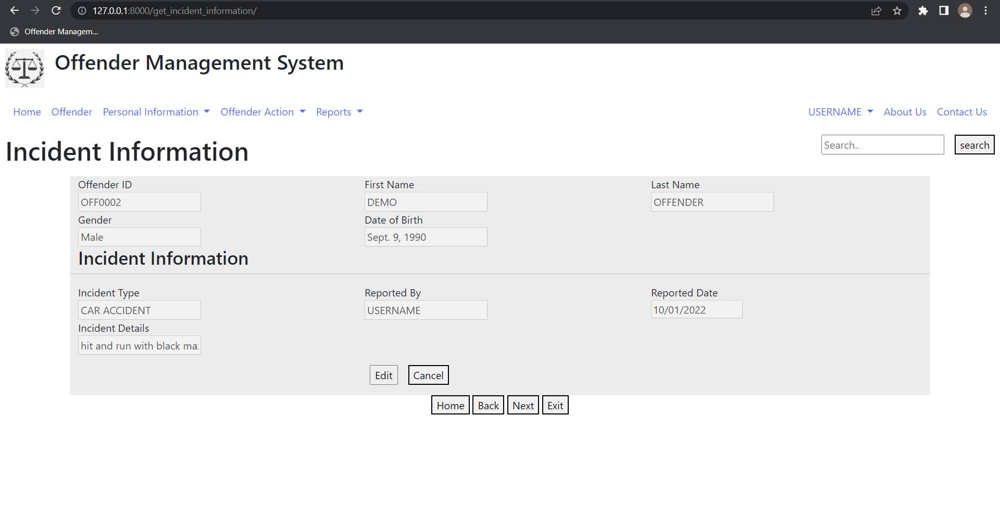 127.0.0.1:8000/get_incident_information/
Offender Managem...
Offender Management System
Home Offender Personal Information Offender Action Reports USERNAME About Us Contact Us
Incident Information
Search.. search
Offender ID First Name Last Name
OFF0002 DEMO OFFENDER
Gender Date of Birth
Male Sept. 9, 1990
Incident Information
Incident Type Reported By Reported Date
CAR ACCIDENT USERNAME 10/01/2022
Incident Details
hit and run with black
Edit Cancel
Home Back Next Exit